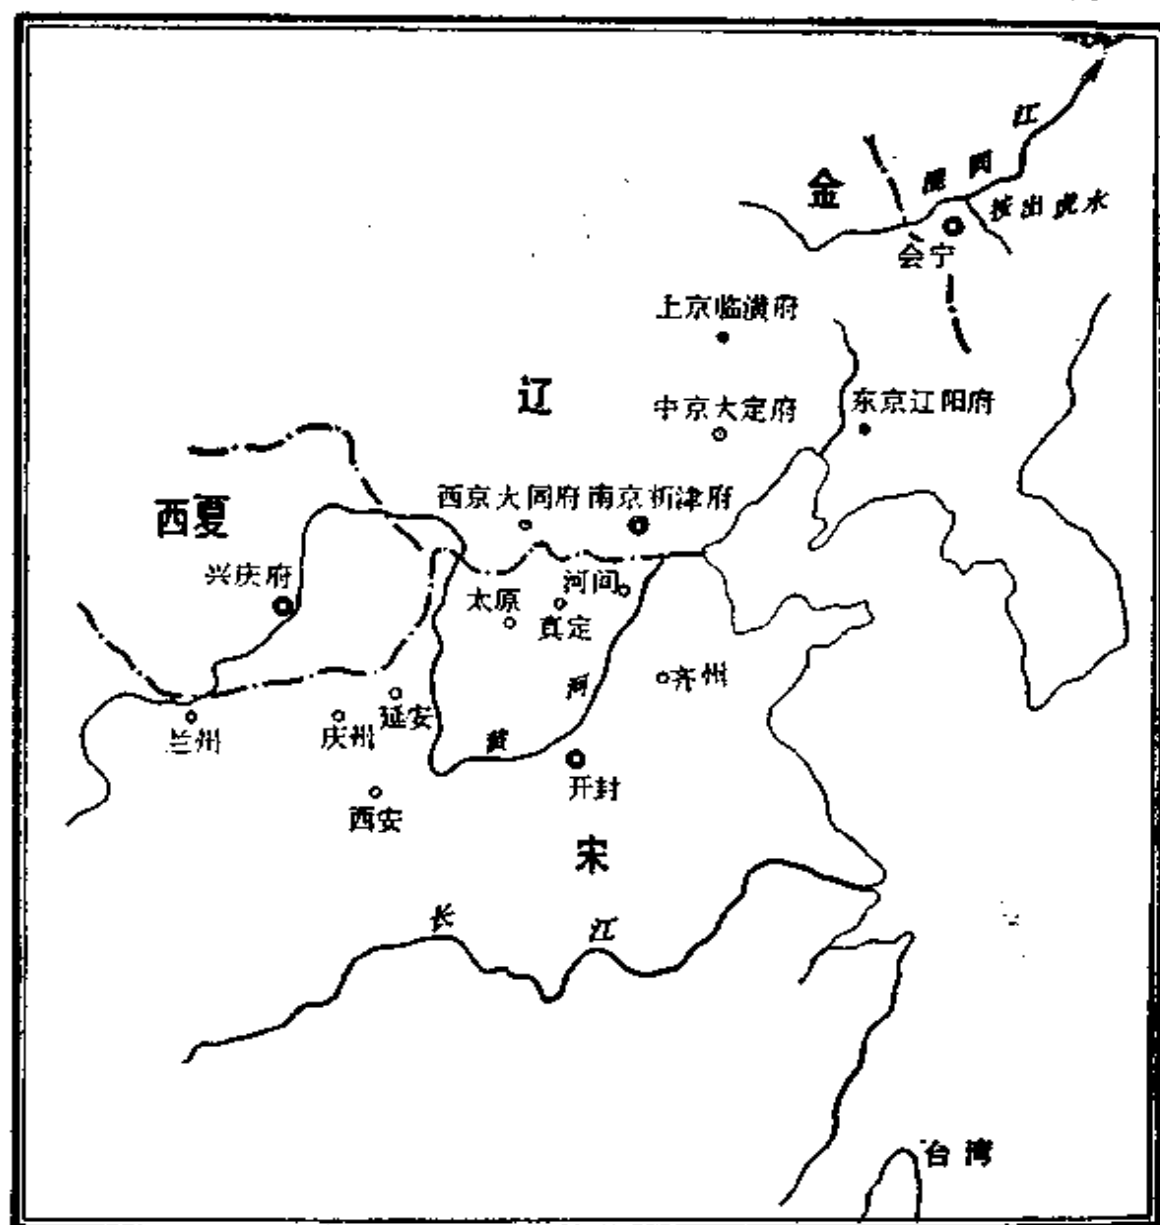 江
混同
金
按出虎水
会宁
上京临潢府
辽
中京大定府
东京辽阳府
西夏
西京大同府
南京析津府
兴庆府
河间
太原
真定
齐州
河
延安
兰州
庆州
黄
开封
西安
宋
长
江
台湾